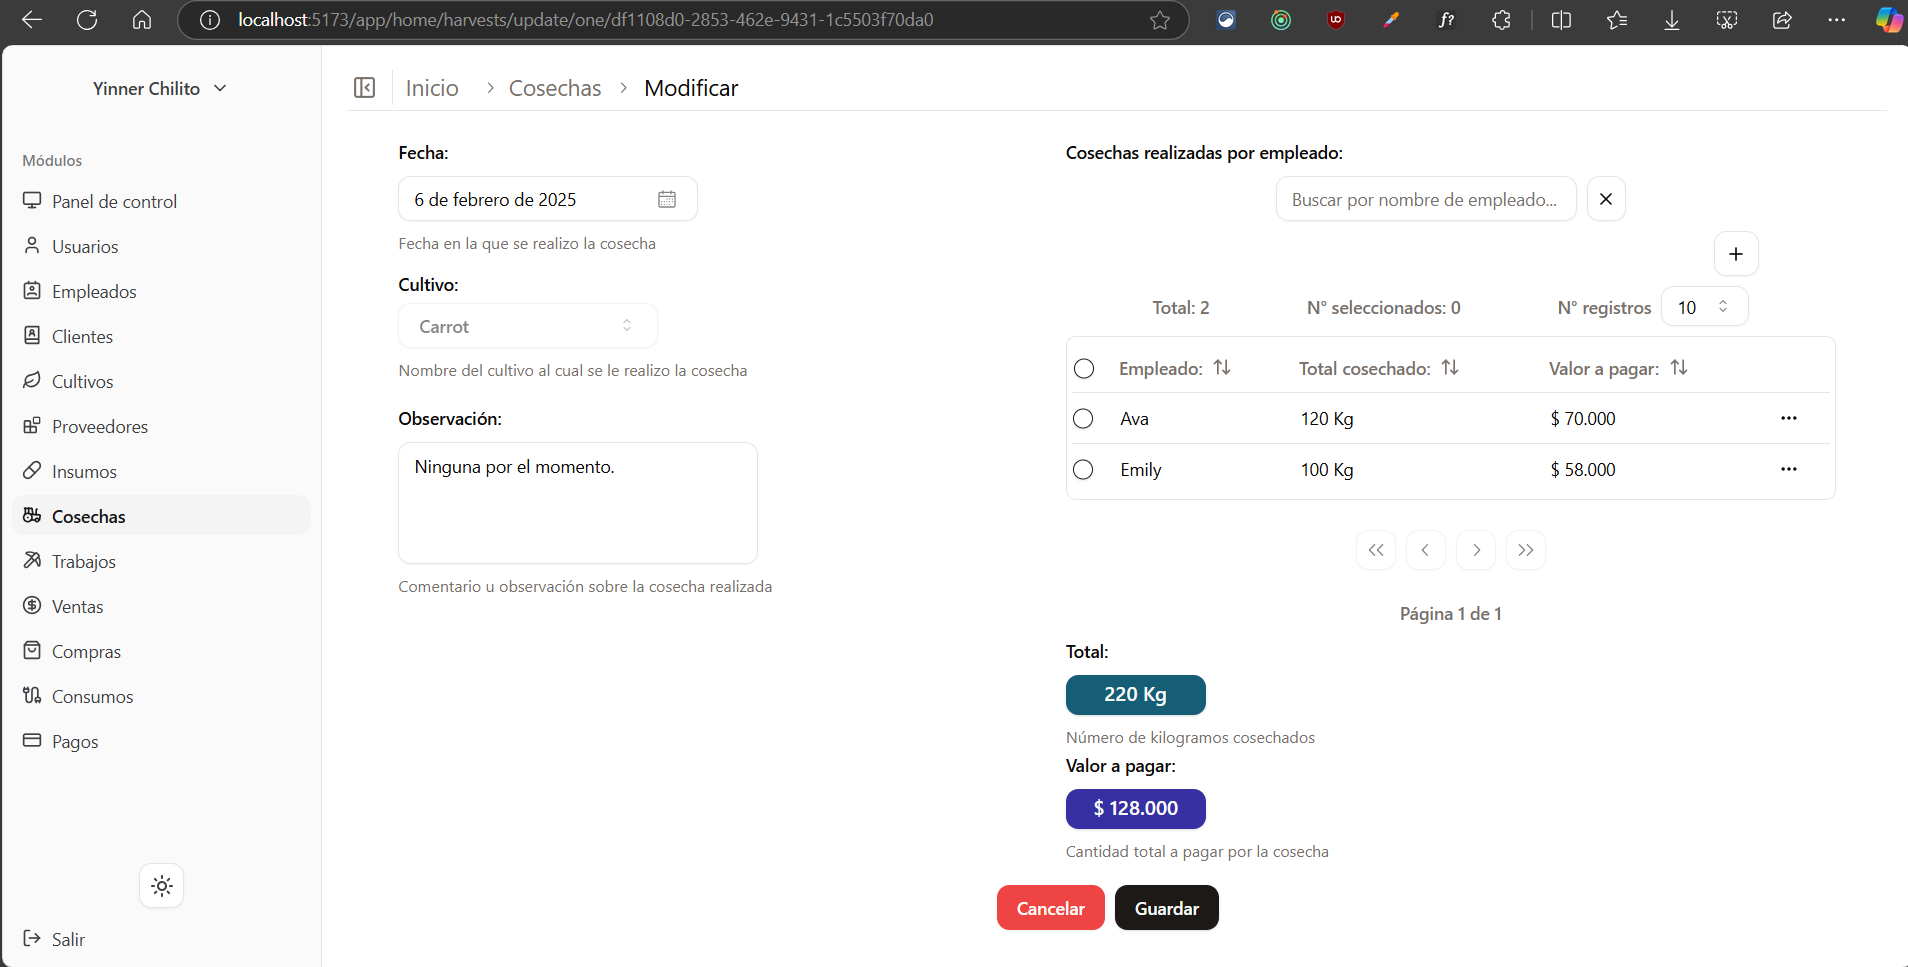 localhost:5173/app/home/harvests/update/one/df1108d0-2853-462e-9431-1c5503f70da0
Yinner Chilito
Módulos
Panel de control
Usuarios
Empleados
Clientes
Cultivos
Proveedores
Insumos
Cosechas
Trabajos
Ventas
Compras
Consumos
Pagos
Salir
Inicio > Cosechas > Modificar
Fecha:
6 de febrero de 2025
Fecha en la que se realizo la cosecha
Cultivo:
Carrot
Nombre del cultivo al cual se le realizo la cosecha
Observación:
Ninguna por el momento.
Comentario u observación sobre la cosecha realizada
Cosechas realizadas por empleado:
Buscar por nombre de empleado...
Total: 2 N° seleccionados: 0 N° registros 10
Empleado: Total cosechado: Valor a pagar:
Ava 120 Kg $ 70.000
Emily 100 Kg $ 58.000
Página 1 de 1
Total:
220 Kg
Número de kilogramos cosechados
Valor a pagar:
$ 128.000
Cantidad total a pagar por la cosecha
Cancelar Guardar